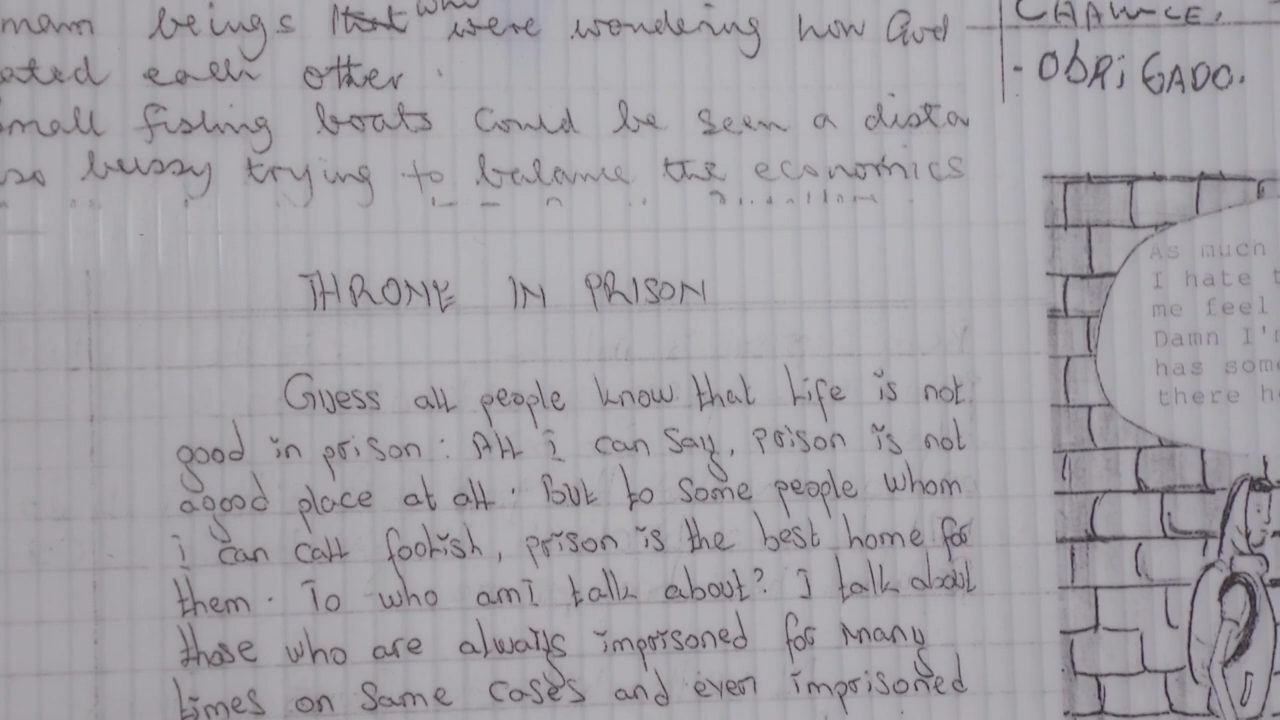 mam beings that who were wondering how God
ated each other.
mall fishing boats could be seen a dista
so bussy trying to balance the economics
CHANCE.
- OBRiGADO.
THRONE IN PRISON
Guess all people know that Life is not
good in prison: All i can say, prison is not
agood place at all. But to some people whom
i can call foolish, prison is the best home for
them. To who am I talk about? I talk about
those who are always imprisoned for many
times on same cases and even imprisoned
As much
I hate t
me feel
Damn I'
has som
there h